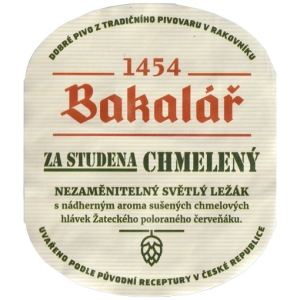 DOBRÉ PIVO Z TRADIČNÍHO PIVOVARU V RAKOVNÍKU
1454
Bakalář
ZA STUDENA CHMELENÝ
NEZAMĚNITELNÝ SVĚTLÝ LEŽÁK
s nádherným aroma sušených chmelových
hlávek Žateckého poloraného červeňáku.
UVAŘENO PODLE PŮVODNÍ RECEPTURY V ČESKÉ REPUBLICE